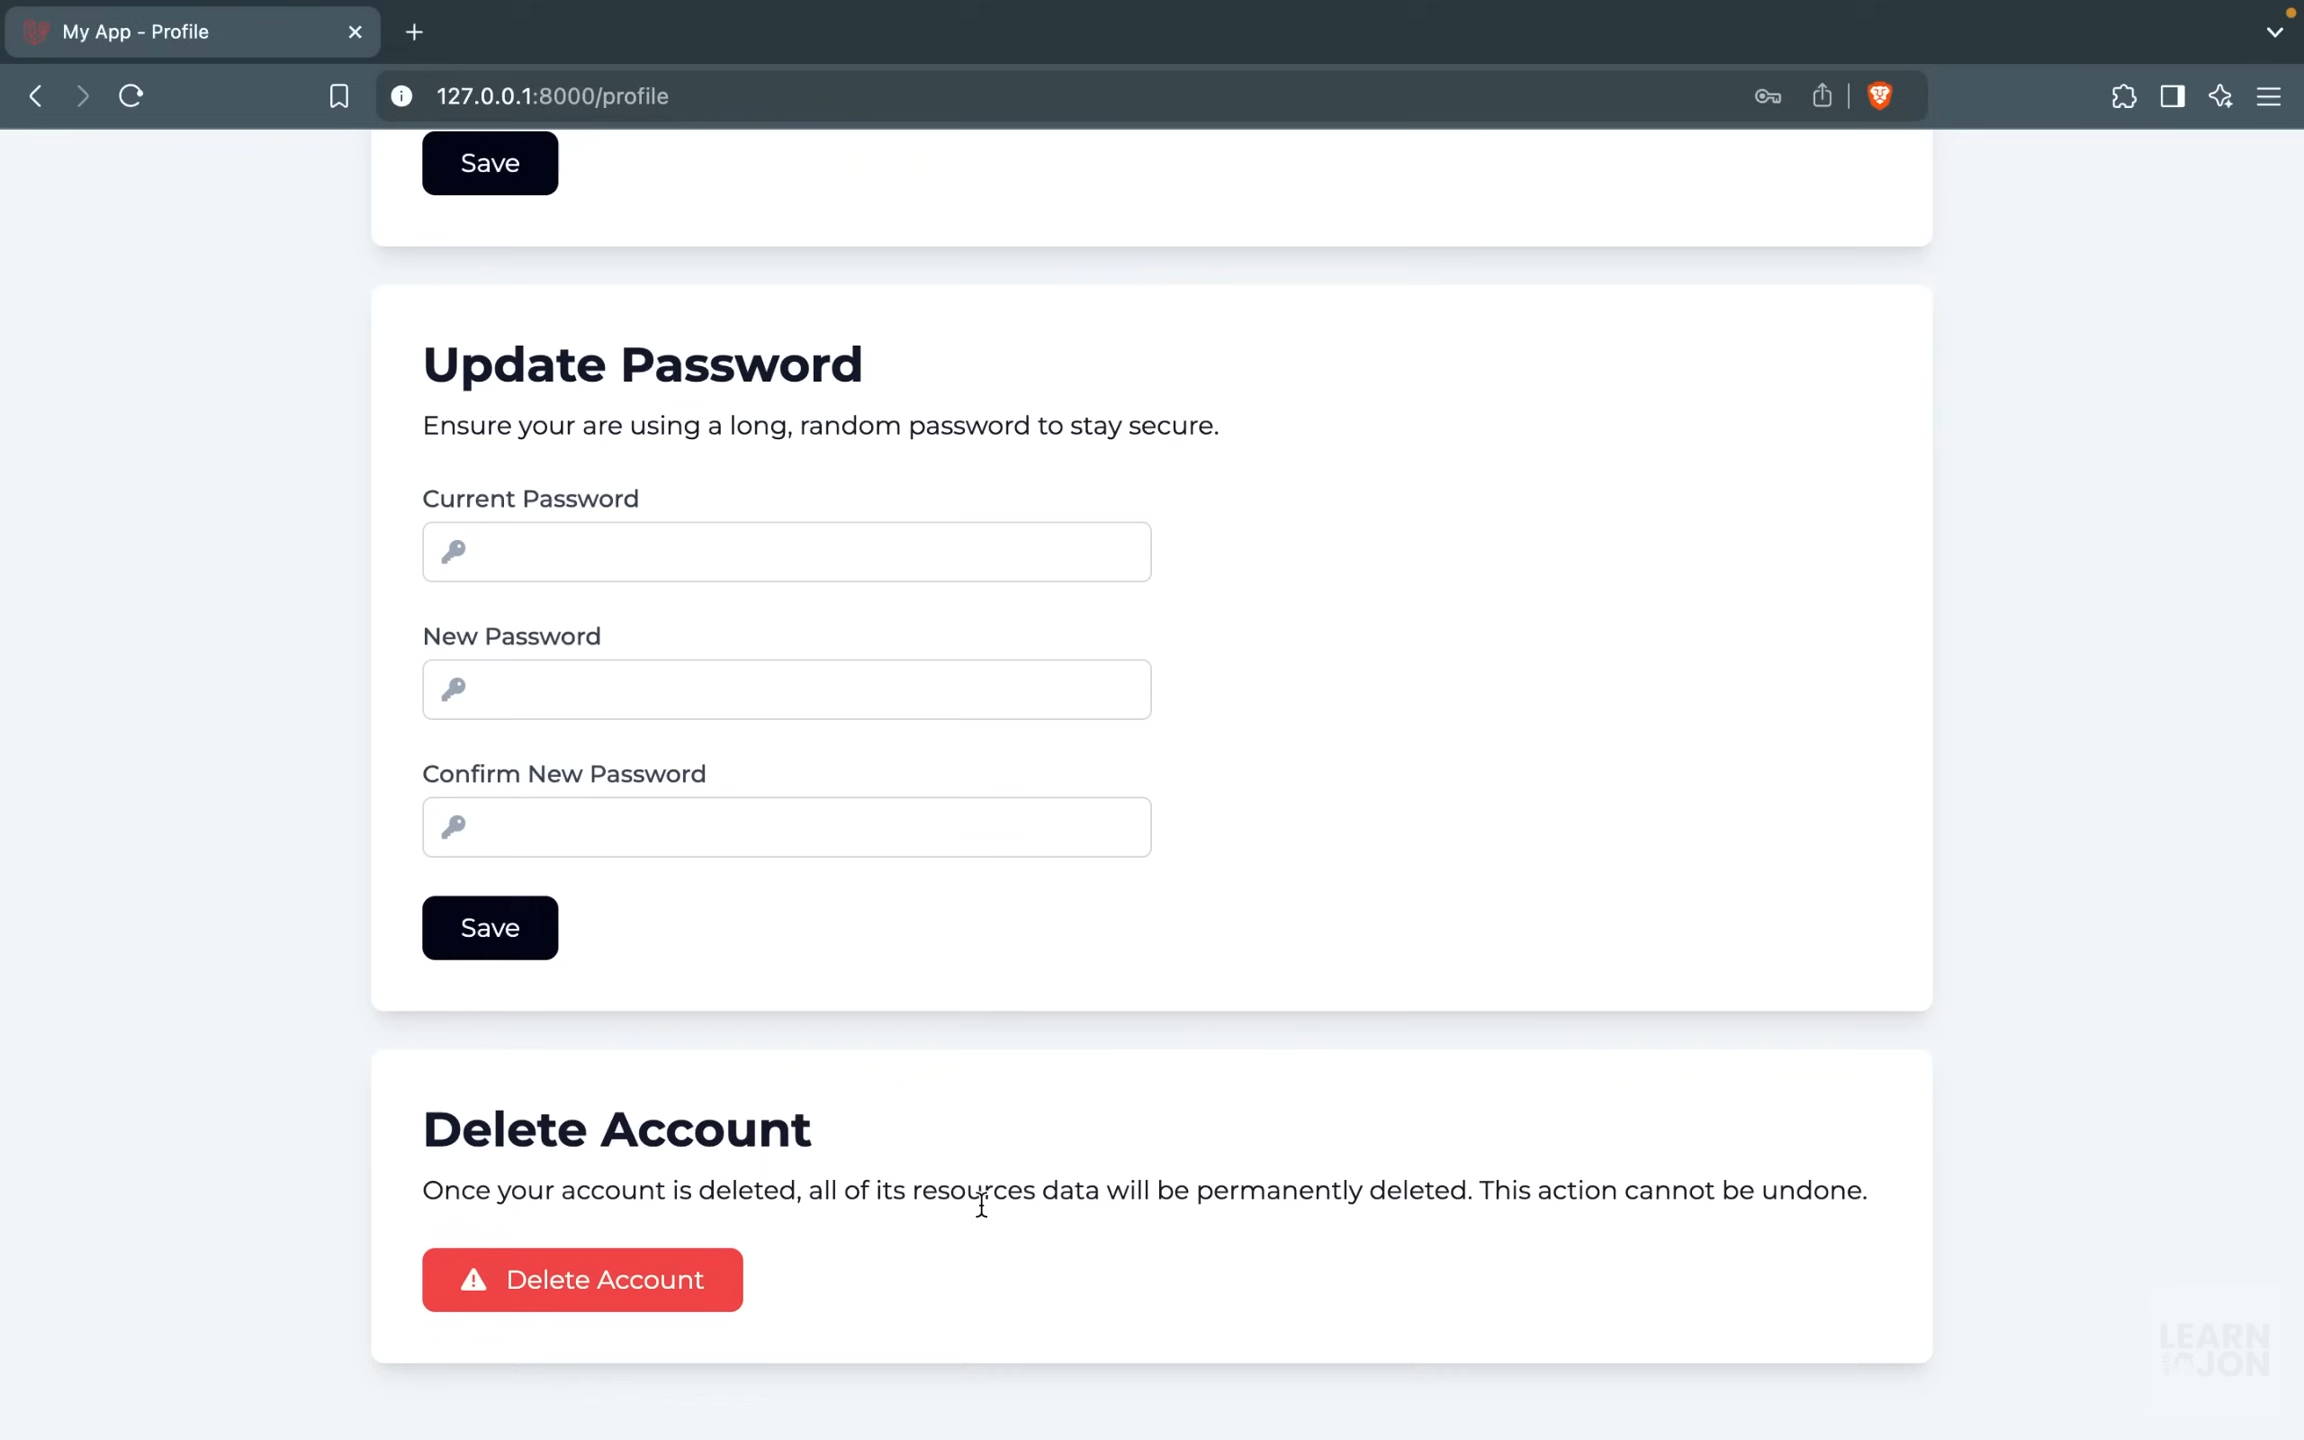 My App - Profile
127.0.0.1:8000/profile
Save
Update Password
Ensure your are using a long, random password to stay secure.
Current Password
New Password
Confirm New Password
Save
Delete Account
Once your account is deleted, all of its resources data will be permanently deleted. This action cannot be undone.
Delete Account
LEARN
JON